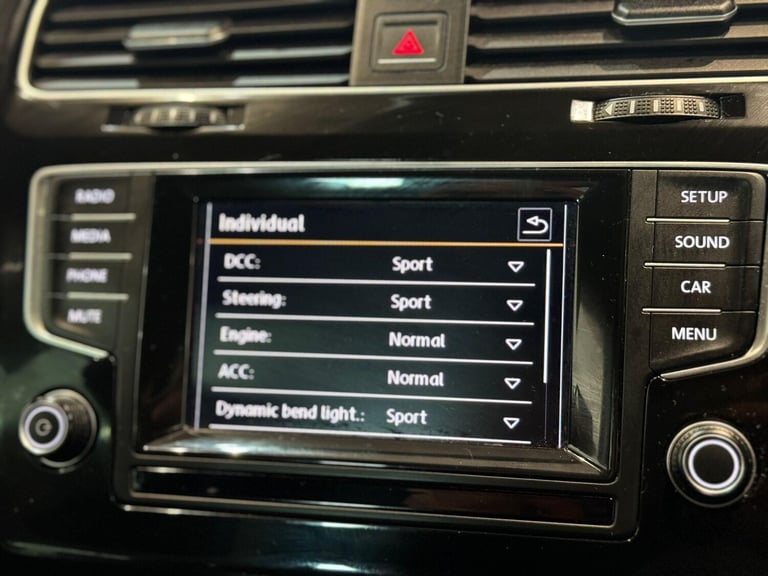 RADIO
MEDIA
PHONE
MUTE
Individual
DCC: Sport
Steering: Sport
Engine: Normal
ACC: Normal
Dynamic bend light.: Sport
SETUP
SOUND
CAR
MENU